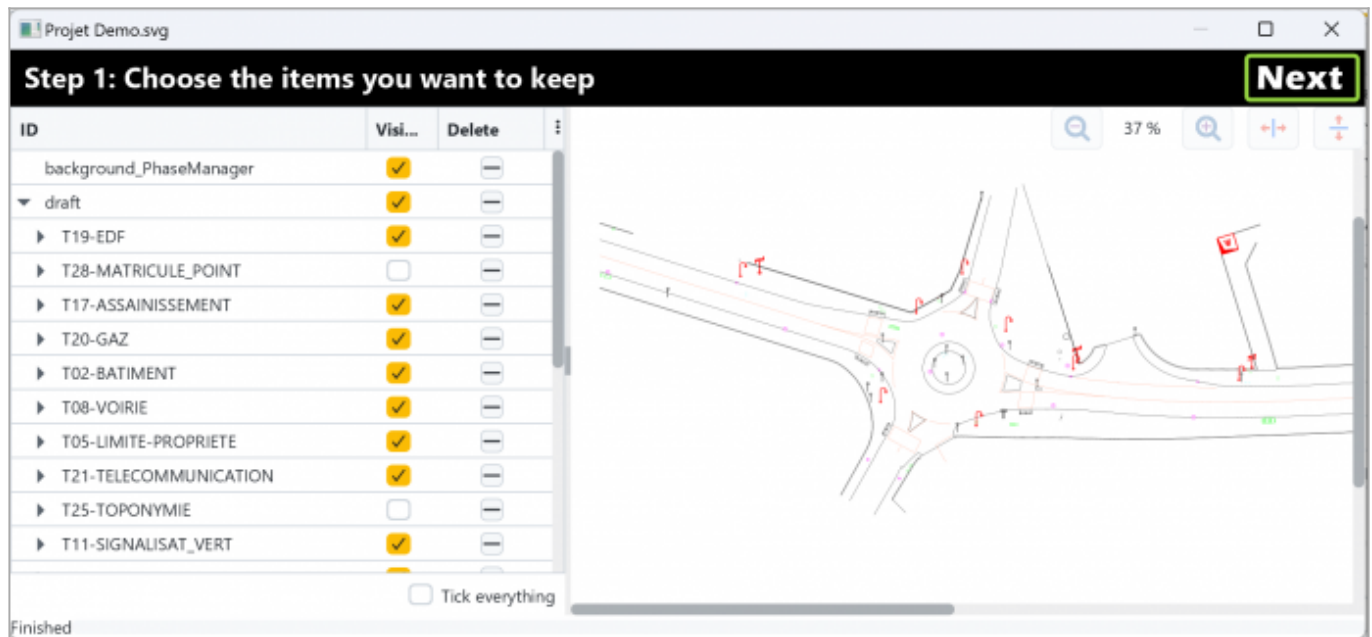 Projet Demo.svg
Step 1: Choose the items you want to keep
Next
ID Visi... Delete
37 %
background_PhaseManager
draft
T19-EDF
T28-MATRICULE_POINT
T17-ASSAINISSEMENT
T20-GAZ
T02-BATIMENT
T08-VOIRIE
T05-LIMITE-PROPRIETE
T21-TELECOMMUNICATION
T25-TOPONYMIE
T11-SIGNALISAT_VERT
Tick everything
Finished